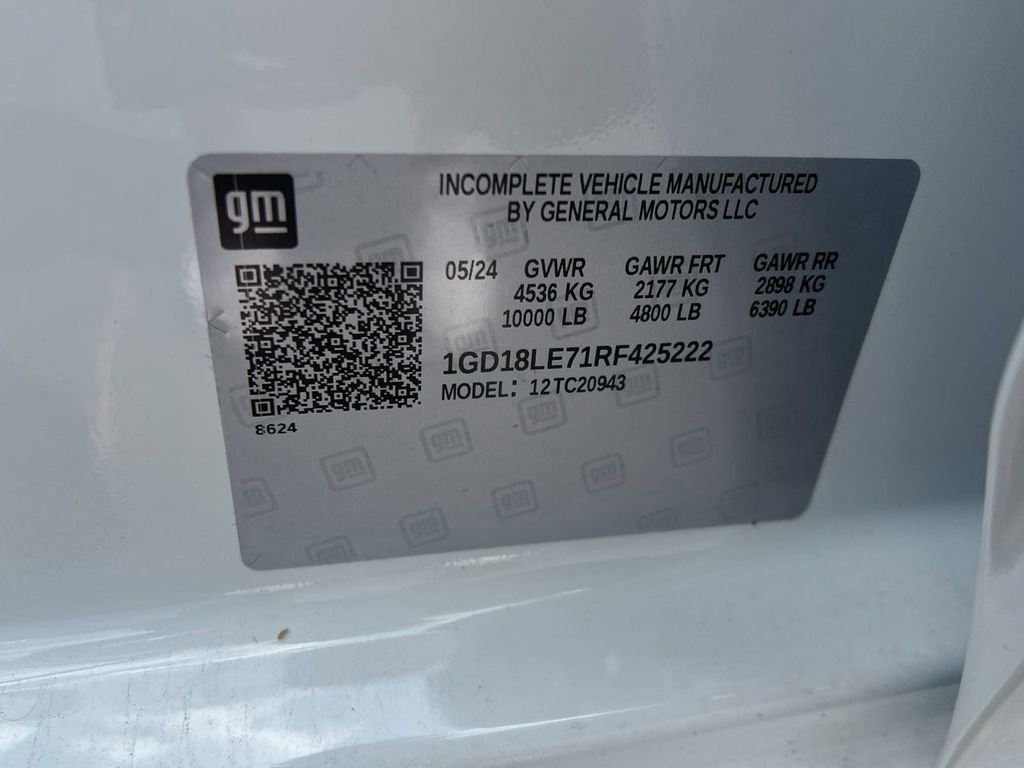 gm
INCOMPLETE VEHICLE MANUFACTURED
BY GENERAL MOTORS LLC
05/24 GVWR GAWR FRT GAWR RR
4536 KG 2177 KG 2898 KG
10000 LB 4800 LB 6390 LB
1GD18LE71RF425222
MODEL: 12TC20943
8624